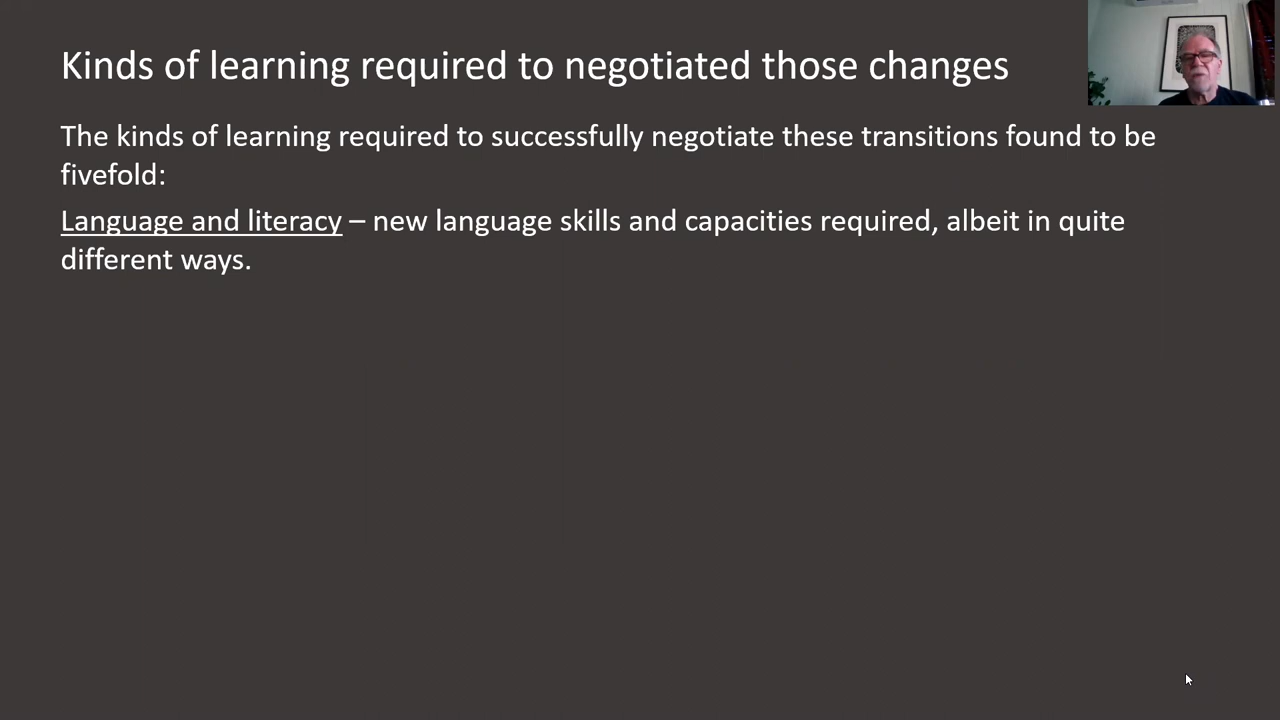 Kinds of learning required to negotiated those changes
The kinds of learning required to successfully negotiate these transitions found to be
fivefold:
Language and literacy – new language skills and capacities required, albeit in quite
different ways.